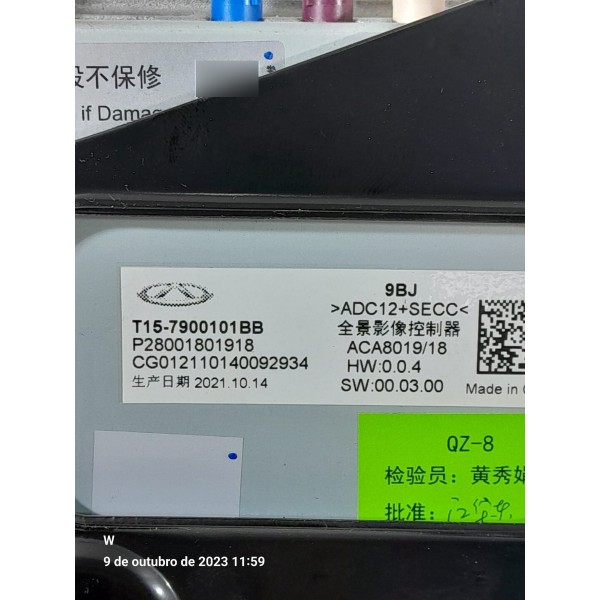 不保修
if Damag
9BJ
>ADC12+SECC<
T15-7900101BB
全景影像控制器
P28001801918
ACA8019/18
CG012110140092934
HW:0.0.4
生产日期 2021.10.14
SW:00.03.00
Made in
QZ-8
检验员：黄秀娟
批准：
W
9 de outubro de 2023 11:59